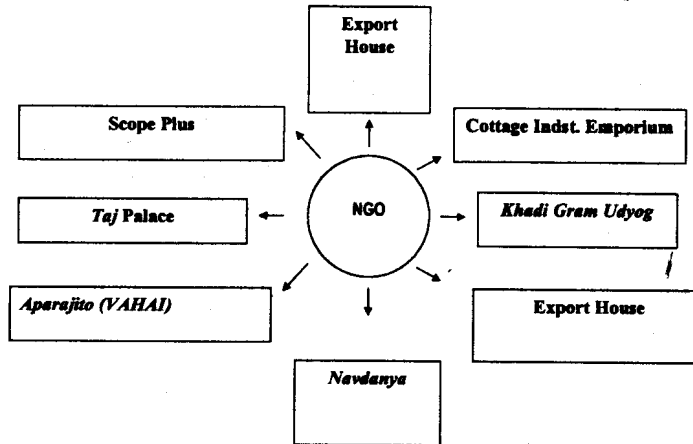 Export
House
Scope Plus
Cottage Indst. Emporium
NGO
Taj Palace
Khadi Gram Udyog
Aparajito (VAHAI)
Export House
Navdanya